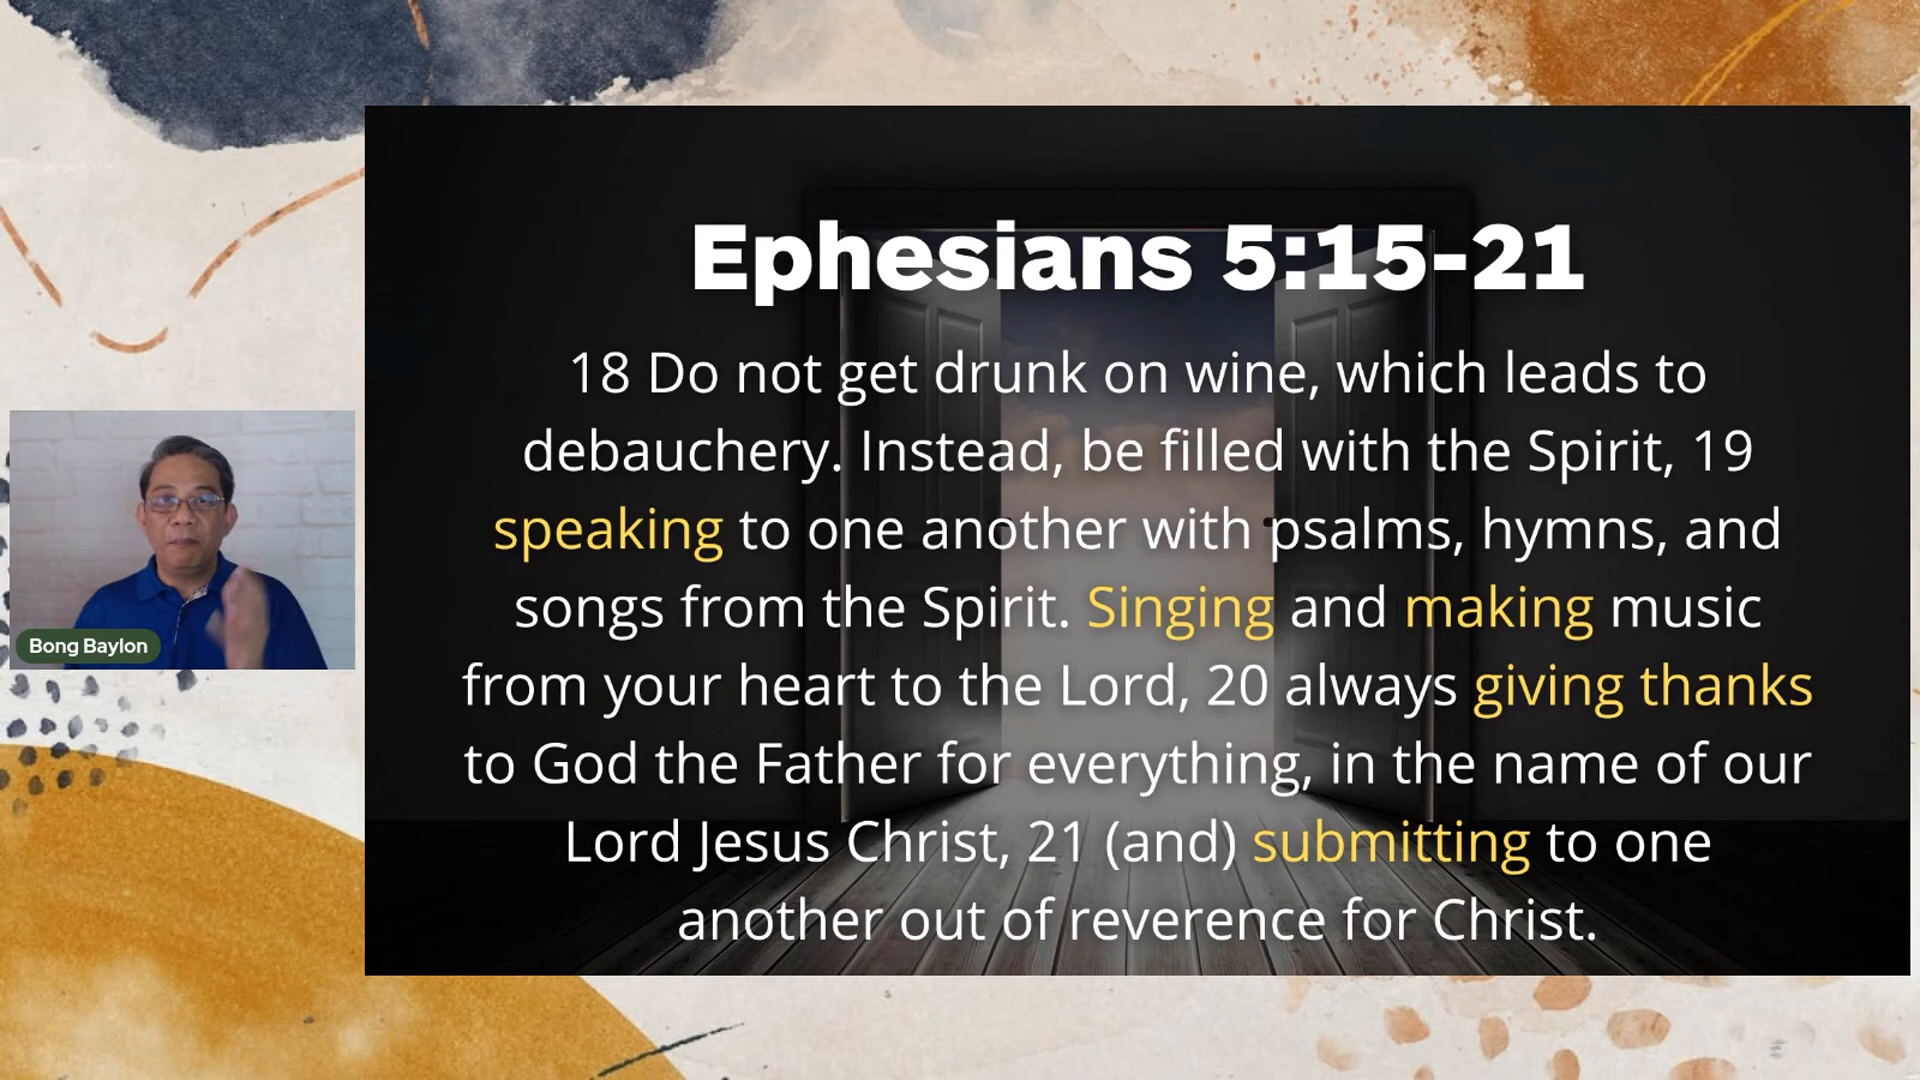 Ephesians 5:15-21
18 Do not get drunk on wine, which leads to
debauchery. Instead, be filled with the Spirit, 19
speaking to one another with psalms, hymns, and
songs from the Spirit. Singing and making music
from your heart to the Lord, 20 always giving thanks
to God the Father for everything, in the name of our
Lord Jesus Christ, 21 (and) submitting to one
another out of reverence for Christ.
Bong Baylon